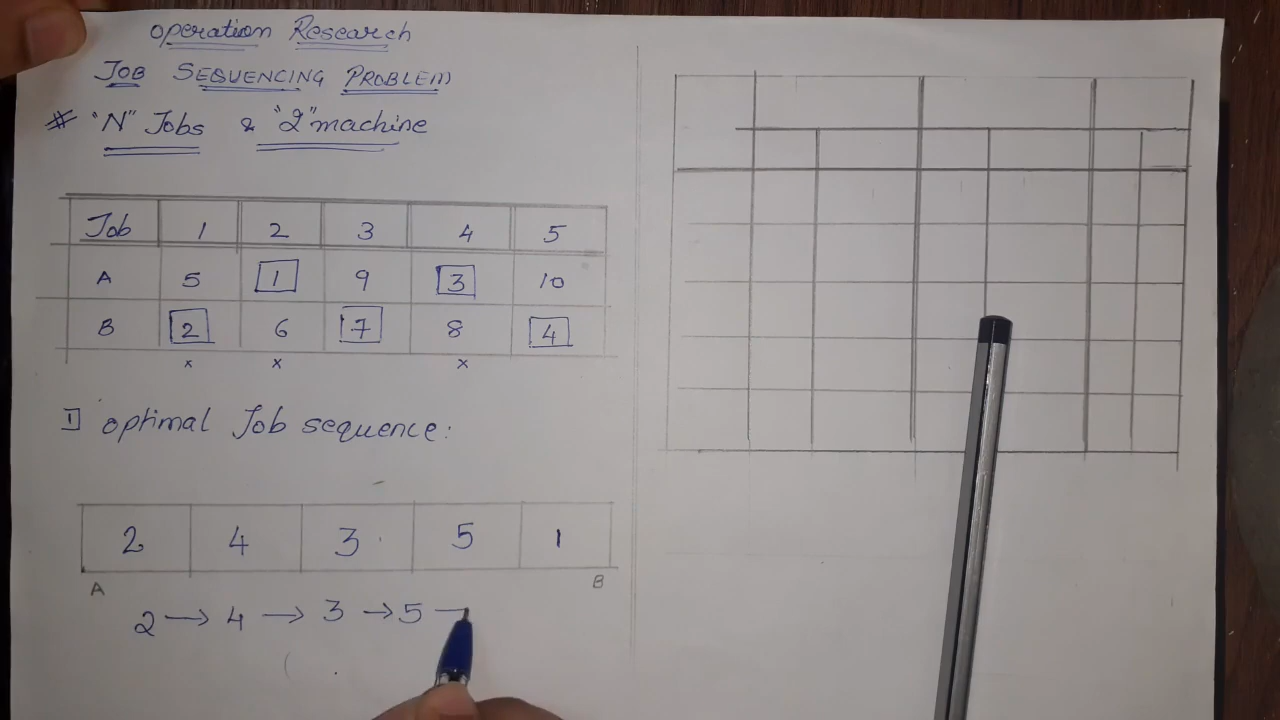 Operation Research
JOB SEQUENCING PROBLEM
# "N" Jobs & "2" machine
Job 1 2 3 4 5
A 5 1 9 3 10
B 2 6 7 8 4
x x x
I] optimal Job sequence:
2 4 3 5 1
A B
2 → 4 → 3 → 5 —